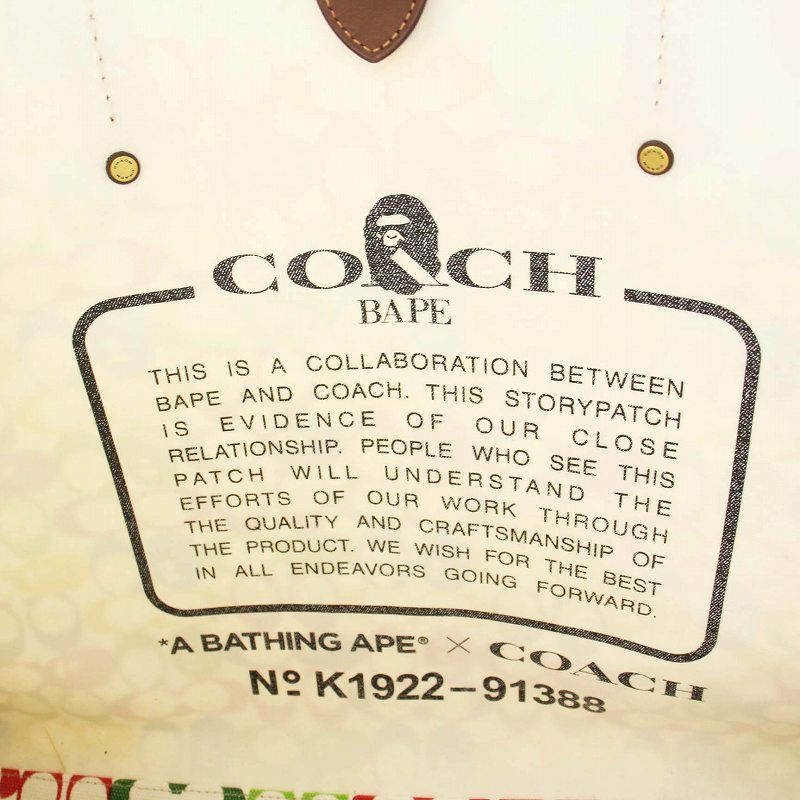 COACH
BAPE
THIS IS A COLLABORATION BETWEEN
BAPE AND COACH. THIS STORYPATCH
IS EVIDENCE OF OUR CLOSE
RELATIONSHIP. PEOPLE WHO SEE THIS
PATCH WILL UNDERSTAND THE
EFFORTS OF OUR WORK THROUGH
THE QUALITY AND CRAFTSMANSHIP OF
THE PRODUCT. WE WISH FOR THE BEST
IN ALL ENDEAVORS GOING FORWARD.
*A BATHING APE® × COACH
Nº K1922-91388